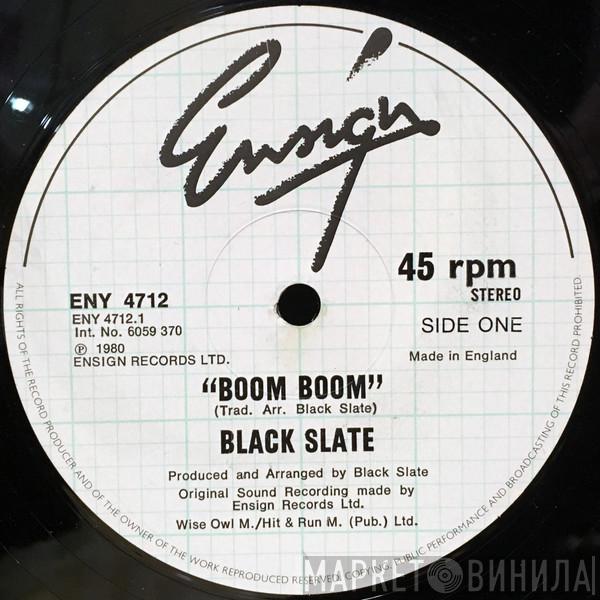 Ensign
45 rpm
STEREO
SIDE ONE
Made in England
ENY 4712
ENY 4712.1
Int. No. 6059 370
℗ 1980
ENSIGN RECORDS LTD.
"BOOM BOOM"
(Trad. Arr. Black Slate)
BLACK SLATE
Produced and Arranged by Black Slate
Original Sound Recording made by
Ensign Records Ltd.
Wise Owl M./Hit & Run M. (Pub.) Ltd.
ALL RIGHTS OF THE RECORD PRODUCER AND OF THE OWNER OF THE WORK REPRODUCED RESERVED. COPYING, PUBLIC PERFORMANCE AND BROADCASTING OF THIS RECORD PROHIBITED.
МАРКЕТ ВИНИЛА